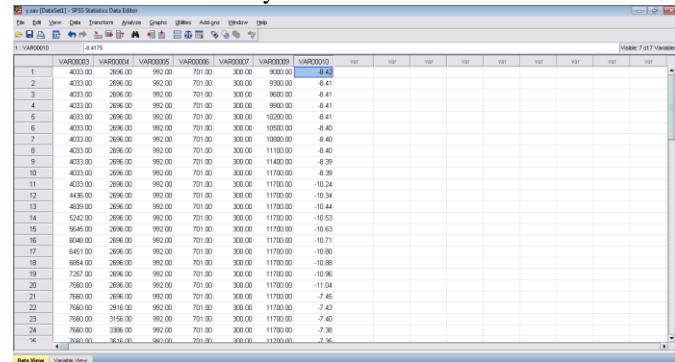 y.sav [DataSet1] - SPSS Statistics Data Editor
File Edit View Data Transform Analyze Graphs Utilities Add-ons Window Help
1 : VAR00010 -8.4175 Visible: 7 of 7 Variables
VAR00003 VAR00004 VAR00005 VAR00006 VAR00007 VAR00009 VAR00010 var var var var var var var
1 4033.00 2696.00 992.00 701.00 300.00 9000.00 -8.42
2 4033.00 2696.00 992.00 701.00 300.00 9300.00 -8.41
3 4033.00 2696.00 992.00 701.00 300.00 9600.00 -8.41
4 4033.00 2696.00 992.00 701.00 300.00 9900.00 -8.41
5 4033.00 2696.00 992.00 701.00 300.00 10200.00 -8.41
6 4033.00 2696.00 992.00 701.00 300.00 10500.00 -8.40
7 4033.00 2696.00 992.00 701.00 300.00 10800.00 -8.40
8 4033.00 2696.00 992.00 701.00 300.00 11100.00 -8.40
9 4033.00 2696.00 992.00 701.00 300.00 11400.00 -8.39
10 4033.00 2696.00 992.00 701.00 300.00 11700.00 -8.39
11 4033.00 2696.00 992.00 701.00 300.00 11700.00 -10.24
12 4436.00 2696.00 992.00 701.00 300.00 11700.00 -10.34
13 4839.00 2696.00 992.00 701.00 300.00 11700.00 -10.44
14 5242.00 2696.00 992.00 701.00 300.00 11700.00 -10.53
15 5645.00 2696.00 992.00 701.00 300.00 11700.00 -10.63
16 6048.00 2696.00 992.00 701.00 300.00 11700.00 -10.71
17 6451.00 2696.00 992.00 701.00 300.00 11700.00 -10.80
18 6854.00 2696.00 992.00 701.00 300.00 11700.00 -10.88
19 7257.00 2696.00 992.00 701.00 300.00 11700.00 -10.96
20 7660.00 2696.00 992.00 701.00 300.00 11700.00 -11.04
21 7660.00 2696.00 992.00 701.00 300.00 11700.00 -7.45
22 7660.00 2916.00 992.00 701.00 300.00 11700.00 -7.43
23 7660.00 3156.00 992.00 701.00 300.00 11700.00 -7.40
24 7660.00 3386.00 992.00 701.00 300.00 11700.00 -7.38
25 7660.00 3616.00 992.00 701.00 300.00 11700.00 -7.35
Data View Variable View